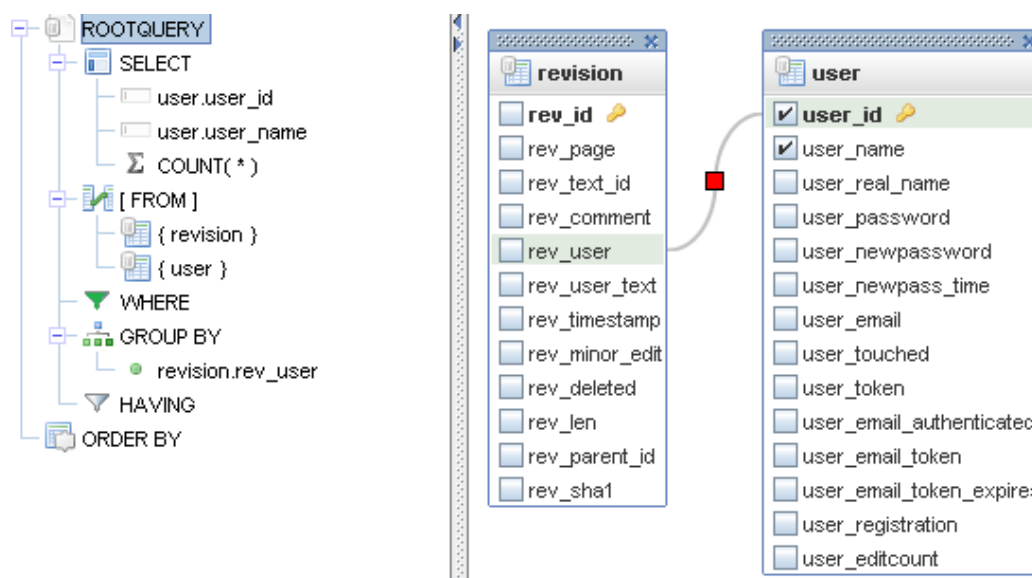 ROOTQUERY
SELECT
user.user_id
user.user_name
Σ COUNT( * )
[ FROM ]
{ revision }
{ user }
WHERE
GROUP BY
revision.rev_user
HAVING
ORDER BY
revision
rev_id
rev_page
rev_text_id
rev_comment
rev_user
rev_user_text
rev_timestamp
rev_minor_edit
rev_deleted
rev_len
rev_parent_id
rev_sha1
user
user_id
user_name
user_real_name
user_password
user_newpassword
user_newpass_time
user_email
user_touched
user_token
user_email_authenticated
user_email_token
user_email_token_expires
user_registration
user_editcount